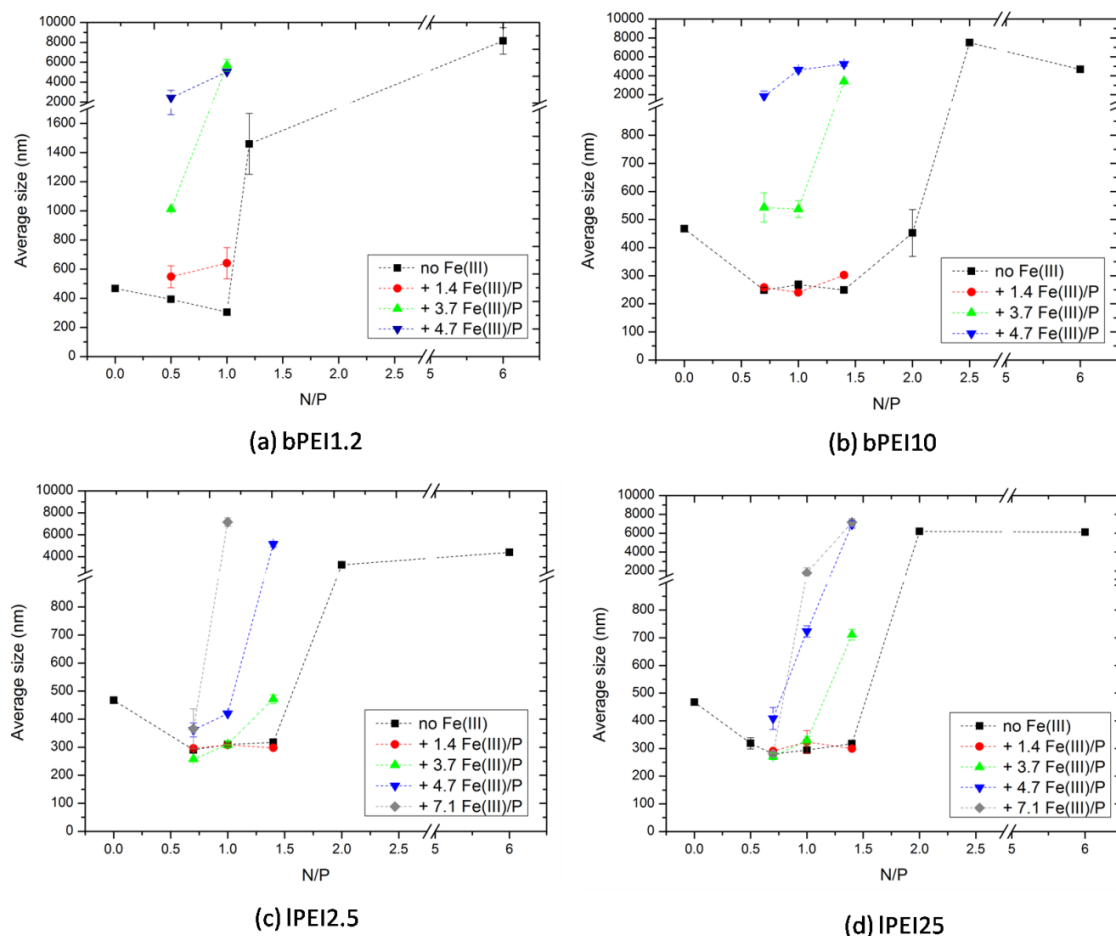 10000
8000
6000
4000
2000
1400
1200
1000
800
600
400
200
0
Average size (nm)
no Fe(III)
+ 1.4 Fe(III)/P
+ 3.7 Fe(III)/P
+ 4.7 Fe(III)/P
0.0 0.5 1.0 1.5 2.0 2.5 5 6
N/P
(a) bPEI1.2
10000
8000
6000
4000
2000
800
700
600
500
400
300
200
100
0
Average size (nm)
no Fe(III)
+ 1.4 Fe(III)/P
+ 3.7 Fe(III)/P
+ 4.7 Fe(III)/P
0.0 0.5 1.0 1.5 2.0 2.5 5 6
N/P
(b) bPEI10
10000
8000
6000
4000
800
700
600
500
400
300
200
100
0
Average size (nm)
no Fe(III)
+ 1.4 Fe(III)/P
+ 3.7 Fe(III)/P
+ 4.7 Fe(III)/P
+ 7.1 Fe(III)/P
0.0 0.5 1.0 1.5 2.0 2.5 5 6
N/P
(c) lPEI2.5
10000
8000
6000
4000
2000
800
700
600
500
400
300
200
100
0
Average size (nm)
no Fe(III)
+ 1.4 Fe(III)/P
+ 3.7 Fe(III)/P
+ 4.7 Fe(III)/P
+ 7.1 Fe(III)/P
0.0 0.5 1.0 1.5 2.0 2.5 5 6
N/P
(d) lPEI25